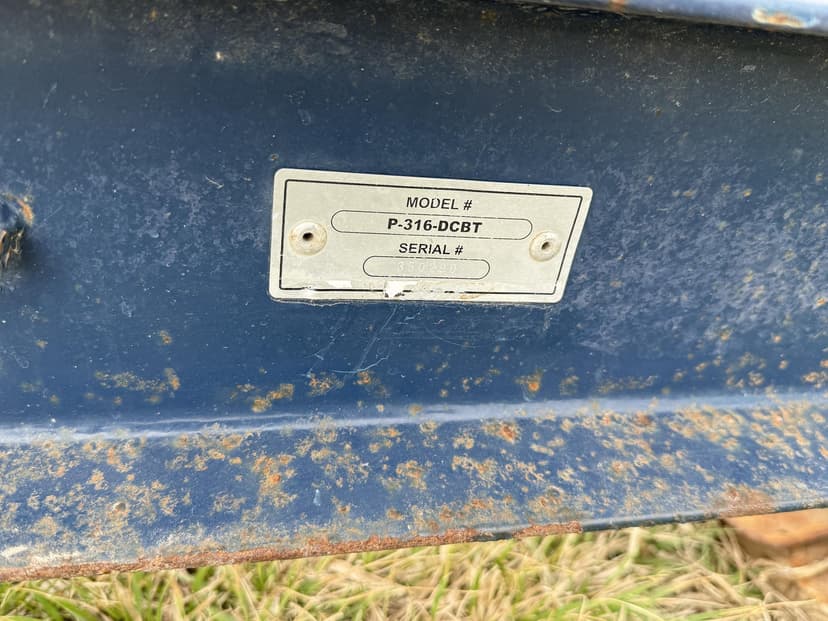 MODEL #
P-316-DCBT
SERIAL #